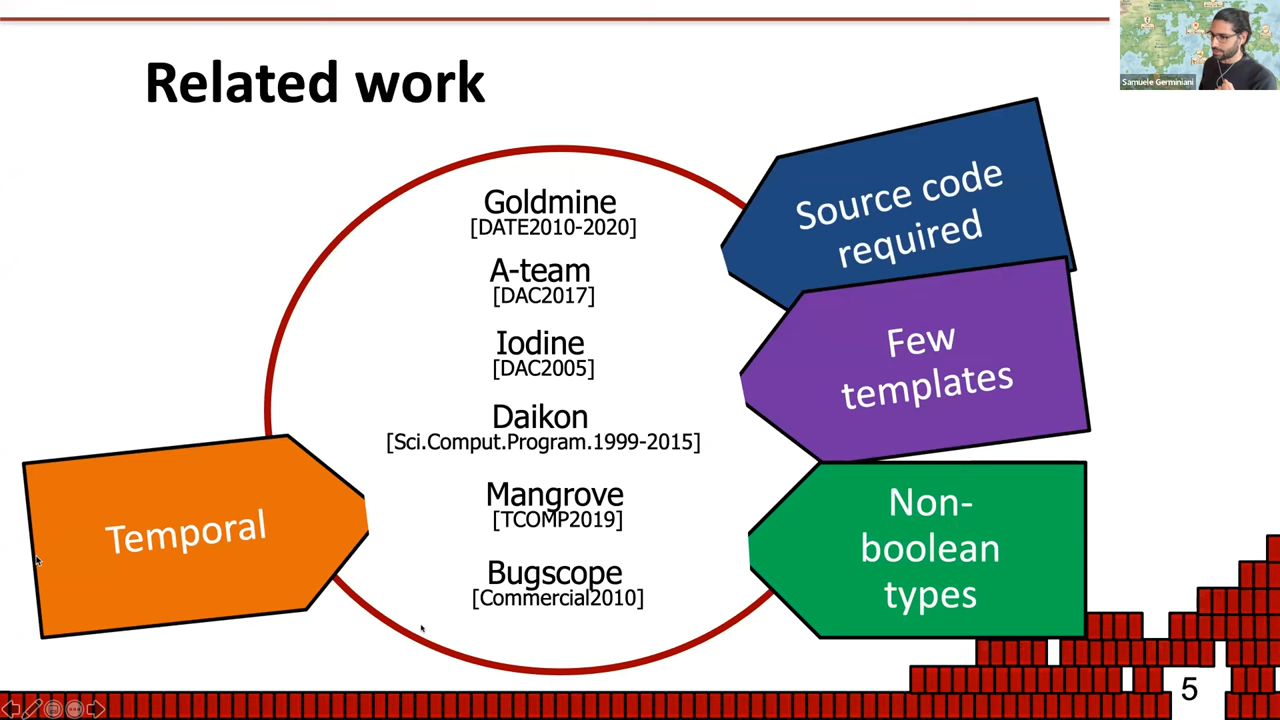 Related work
Samuele Germiniani
Goldmine
[DATE2010-2020]
A-team
[DAC2017]
Iodine
[DAC2005]
Daikon
[Sci.Comput.Program.1999-2015]
Mangrove
[TCOMP2019]
Bugscope
[Commercial2010]
Source code
required
Few
templates
Non-
boolean
types
Temporal
5